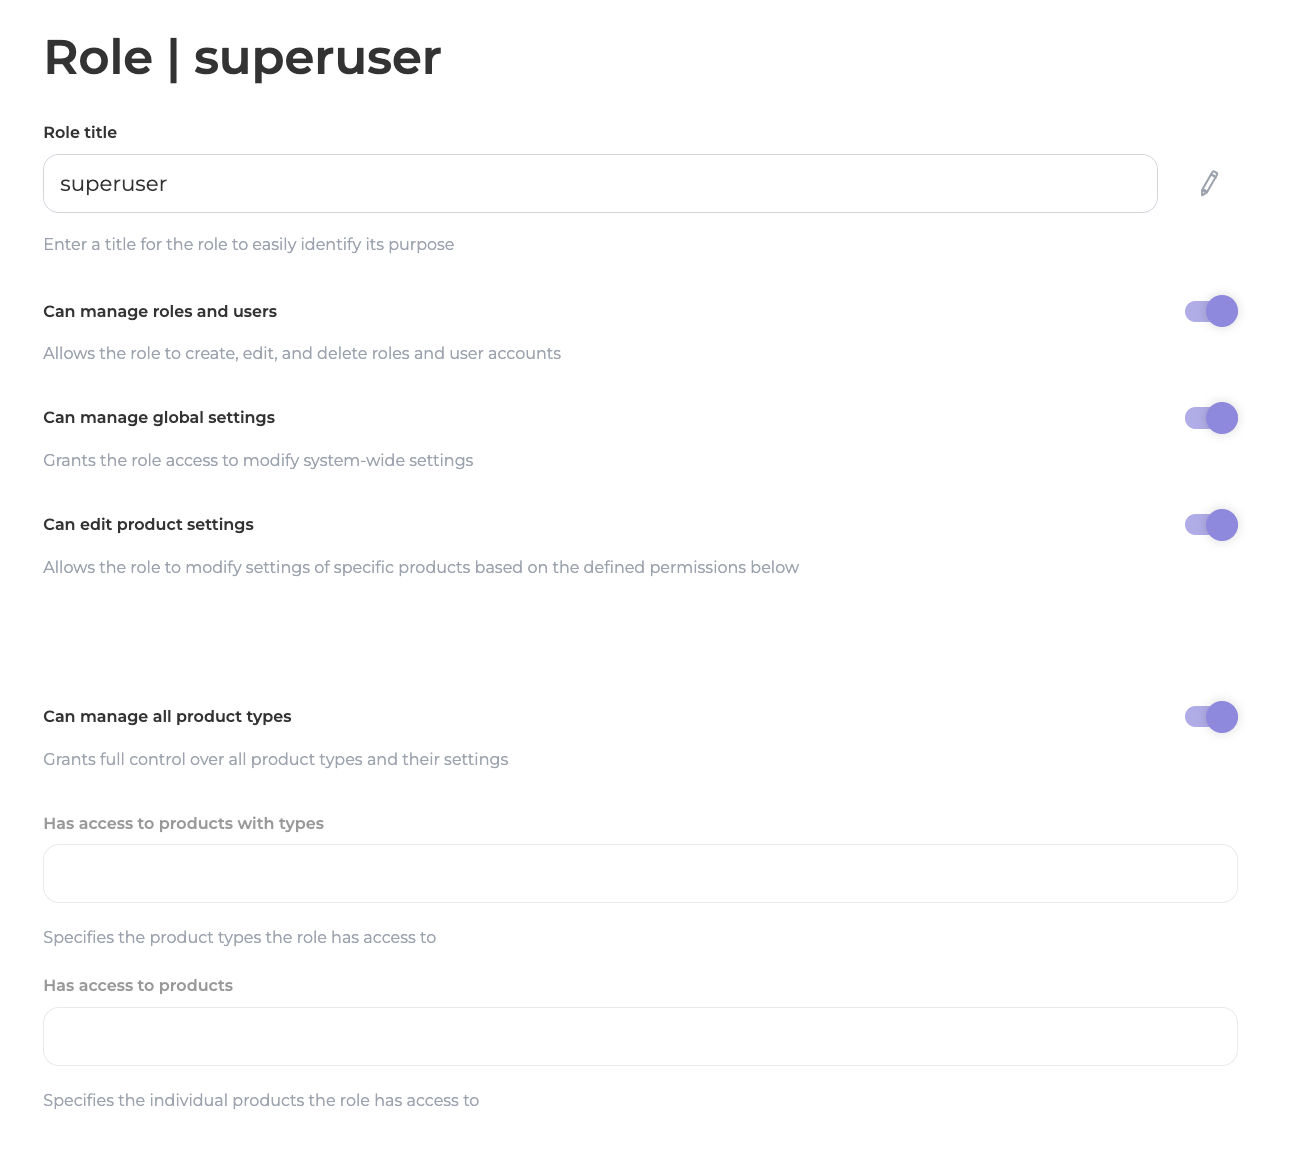 Role | superuser
Role title
superuser
Enter a title for the role to easily identify its purpose
Can manage roles and users
Allows the role to create, edit, and delete roles and user accounts
Can manage global settings
Grants the role access to modify system-wide settings
Can edit product settings
Allows the role to modify settings of specific products based on the defined permissions below
Can manage all product types
Grants full control over all product types and their settings
Has access to products with types
Specifies the product types the role has access to
Has access to products
Specifies the individual products the role has access to